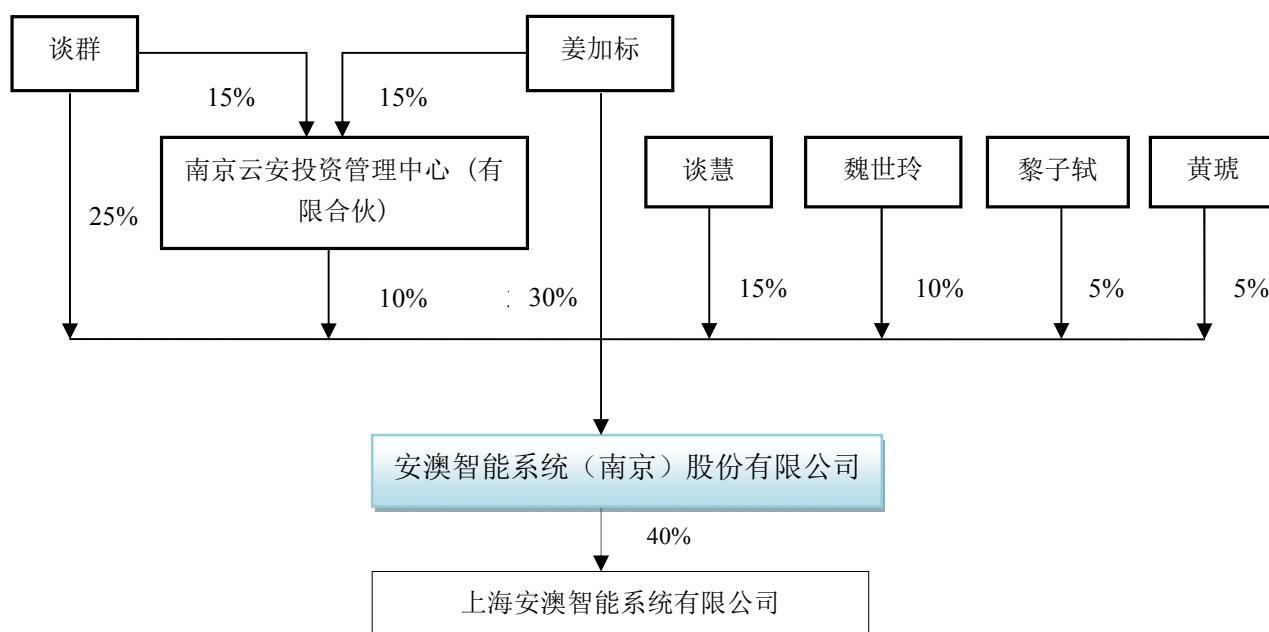 谈群
姜加标
15%
15%
南京云安投资管理中心（有
限合伙）
谈慧
魏世玲
黎子轼
黄琥
25%
10%
30%
15%
10%
5%
5%
安澳智能系统（南京）股份有限公司
40%
上海安澳智能系统有限公司